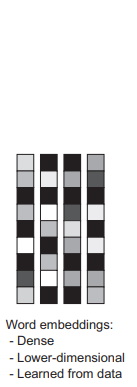 Word embeddings:
- Dense
- Lower-dimensional
- Learned from data